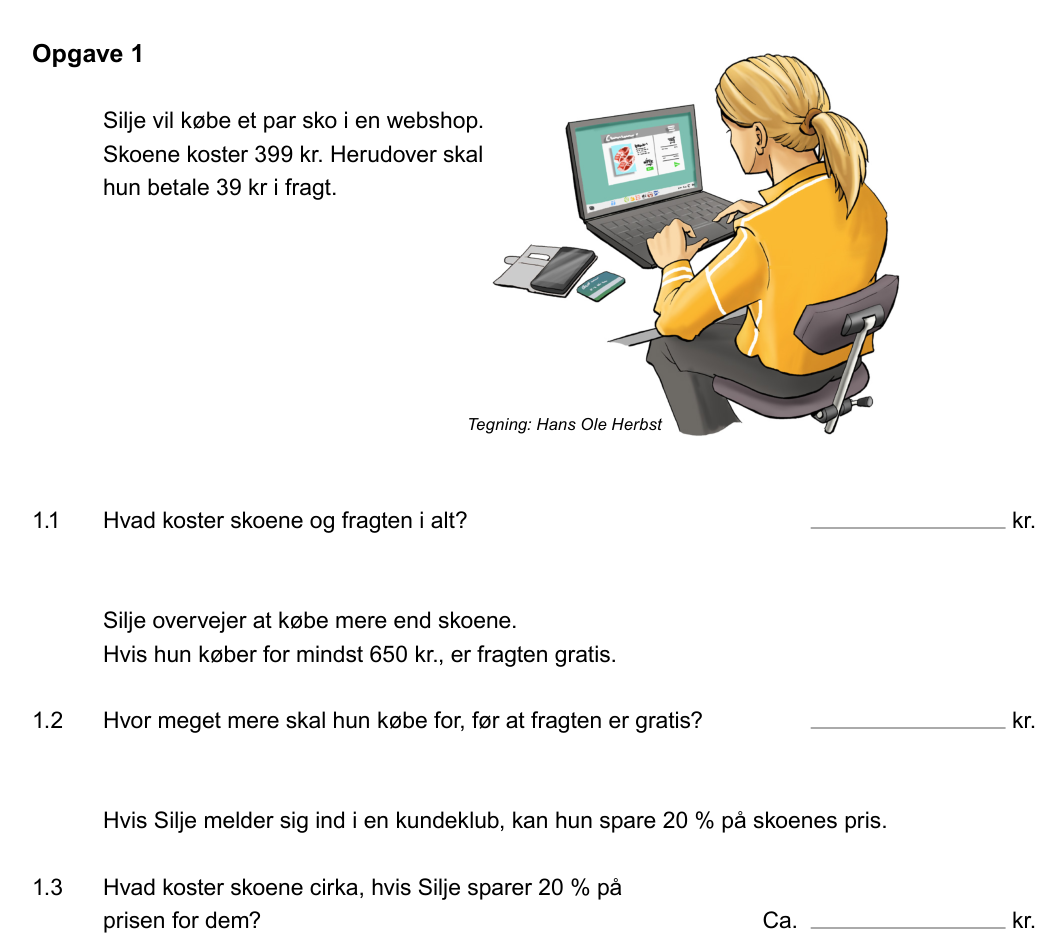 Opgave 1
Silje vil købe et par sko i en webshop.
Skoene koster 399 kr. Herudover skal
hun betale 39 kr i fragt.
Tegning: Hans Ole Herbst
1.1 Hvad koster skoene og fragten i alt? ____________ kr.
Silje overvejer at købe mere end skoene.
Hvis hun køber for mindst 650 kr., er fragten gratis.
1.2 Hvor meget mere skal hun købe for, før at fragten er gratis? ____________ kr.
Hvis Silje melder sig ind i en kundeklub, kan hun spare 20 % på skoenes pris.
1.3 Hvad koster skoene cirka, hvis Silje sparer 20 % på
prisen for dem? Ca. ____________ kr.